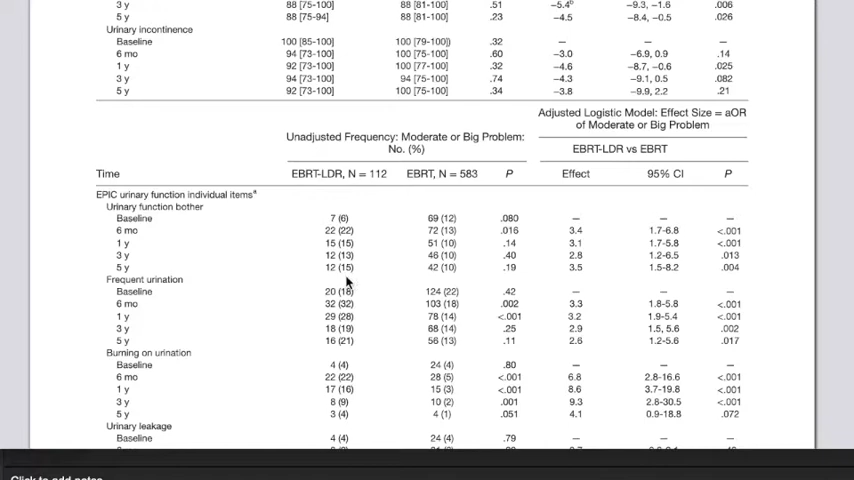 3 y 88 [75-100] 88 [81-100] .51 −5.4b −9.3, −1.6 .006
5 y 88 [75-94] 88 [81-100] .23 −4.5 −8.4, −0.5 .026
Urinary incontinence
Baseline 100 [85-100] 100 [79-100]) .32 — — —
6 mo 94 [73-100] 100 [75-100] .60 −3.0 −6.9, 0.9 .14
1 y 92 [73-100] 100 [77-100] .32 −4.6 −8.7, −0.6 .025
3 y 94 [73-100] 94 [75-100] .74 −4.3 −9.1, 0.5 .082
5 y 92 [73-100] 100 [75-100] .34 −3.8 −9.9, 2.2 .21
Adjusted Logistic Model: Effect Size = aOR
of Moderate or Big Problem
Unadjusted Frequency: Moderate or Big Problem:
No. (%)
EBRT-LDR vs EBRT
Time EBRT-LDR, N = 112 EBRT, N = 583 P Effect 95% CI P
EPIC urinary function individual itemsa
Urinary function bother
Baseline 7 (6) 69 (12) .080 — — —
6 mo 22 (22) 72 (13) .016 3.4 1.7-6.8 <.001
1 y 15 (15) 51 (10) .14 3.1 1.7-5.8 <.001
3 y 12 (13) 46 (10) .40 2.8 1.2-6.5 .013
5 y 12 (15) 42 (10) .19 3.5 1.5-8.2 .004
Frequent urination
Baseline 20 (18) 124 (22) .42 — — —
6 mo 32 (32) 103 (18) .002 3.3 1.8-5.8 <.001
1 y 29 (28) 78 (14) <.001 3.2 1.9-5.4 <.001
3 y 18 (19) 68 (14) .25 2.9 1.5, 5.6 .002
5 y 16 (21) 56 (13) .11 2.6 1.2-5.6 .017
Burning on urination
Baseline 4 (4) 24 (4) .80 — — —
6 mo 22 (22) 28 (5) <.001 6.8 2.8-16.6 <.001
1 y 17 (16) 15 (3) <.001 8.6 3.7-19.8 <.001
3 y 8 (9) 10 (2) .001 9.3 2.8-30.5 <.001
5 y 3 (4) 4 (1) .051 4.1 0.9-18.8 .072
Urinary leakage
Baseline 4 (4) 24 (4) .79 — — —
Click to add notes